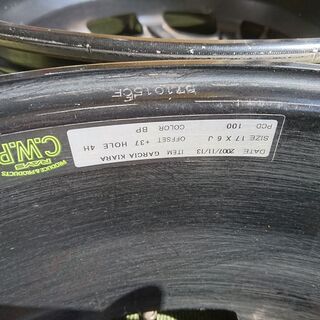 DATE 2007/11/13 ITEM GARCIA KIARA
SIZE 17 X 6 J OFFSET +37 HOLE 4H
PCD 100 COLOR BP
RAYS
C.W.P
PRODUCE & PRODUCTS